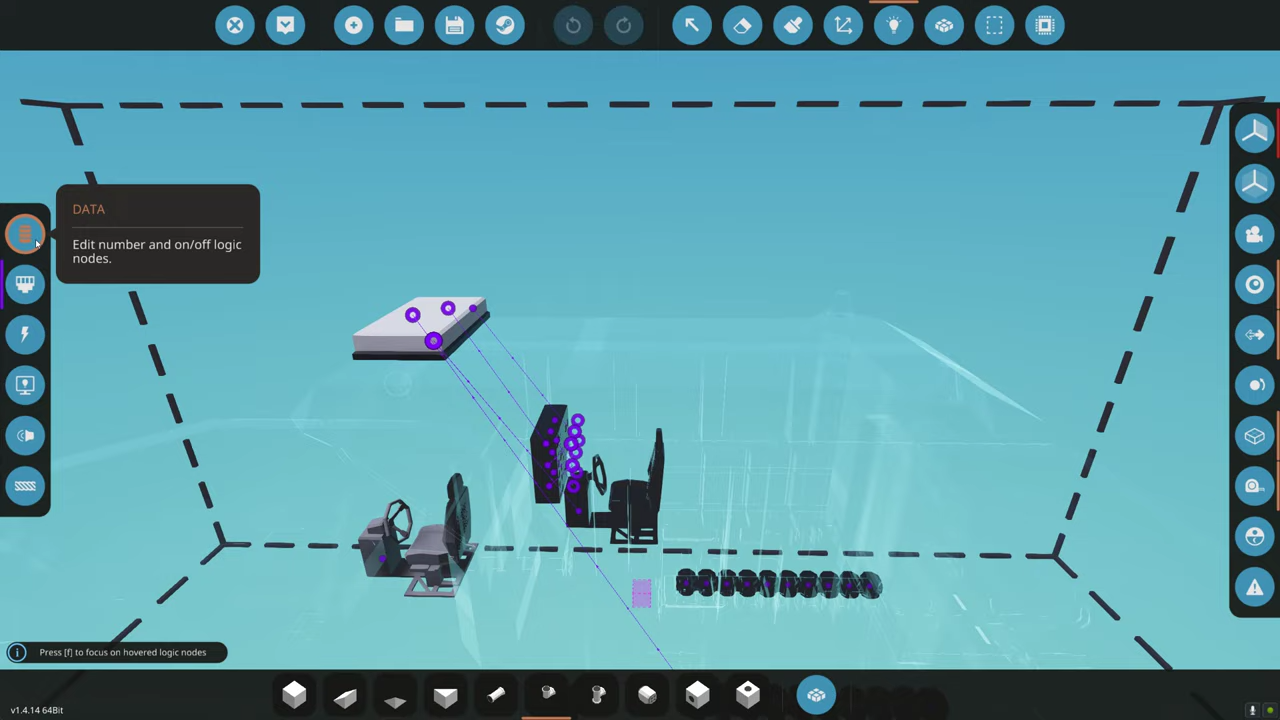 DATA
Edit number and on/off logic
nodes.
Press [f] to focus on hovered logic nodes
v1.4.14 64Bit